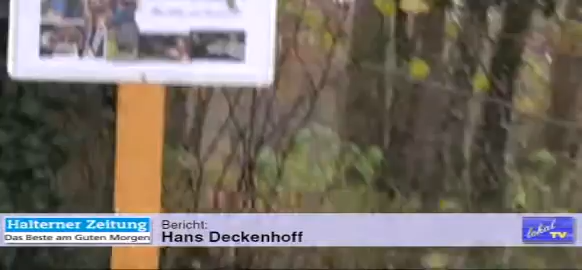 Halterner Zeitung
Das Beste am Guten Morgen
Bericht:
Hans Deckenhoff
lokal
TV